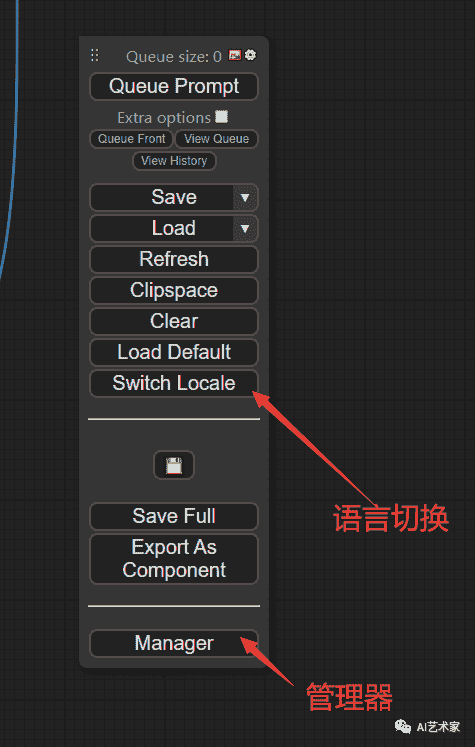 Queue size: 0
Queue Prompt
Extra options
Queue Front
View Queue
View History
Save ▼
Load ▼
Refresh
Clipspace
Clear
Load Default
Switch Locale
语言切换
Save Full
Export As
Component
Manager
管理器
AI艺术家